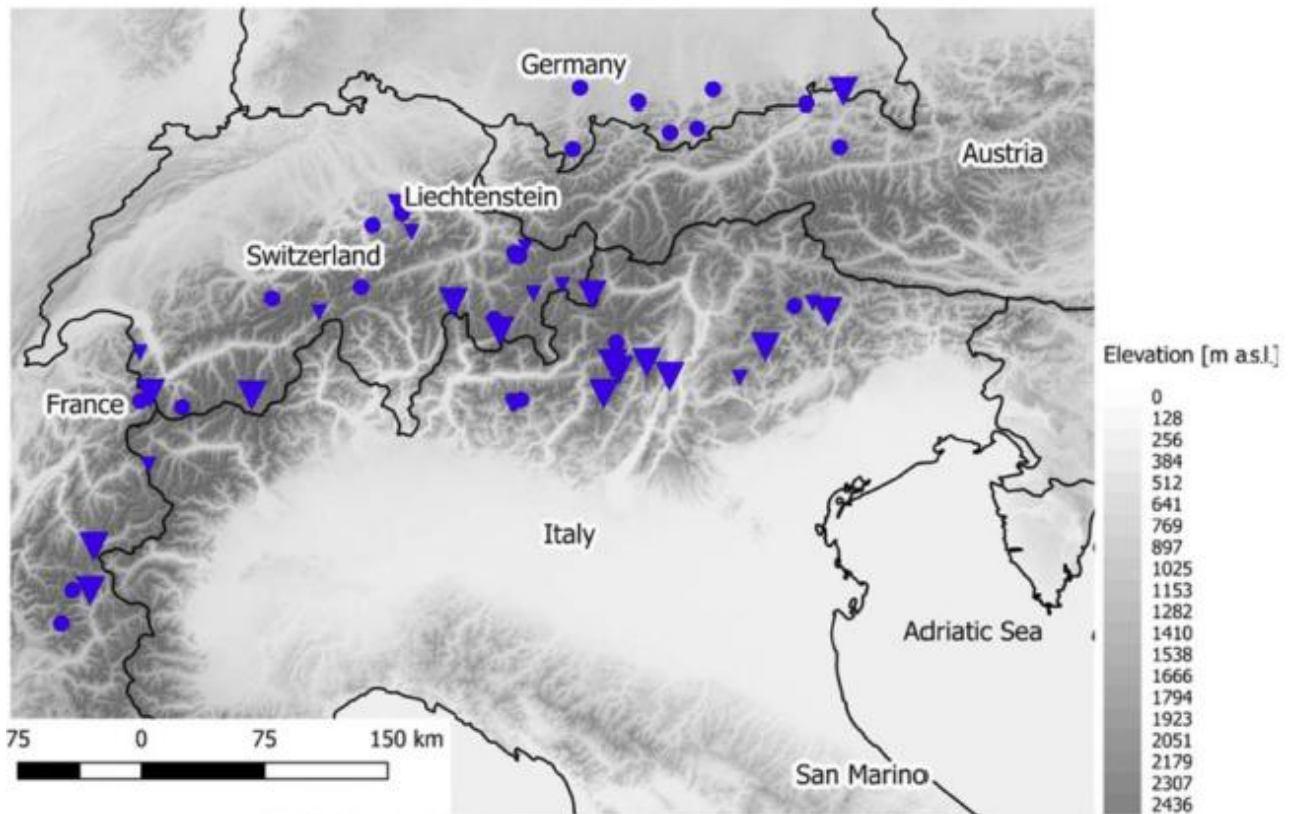 Germany
Austria
Liechtenstein
Switzerland
France
Italy
Adriatic Sea
San Marino
75 0 75 150 km
Elevation [m a.s.l.]
0
128
256
384
512
641
769
897
1025
1153
1282
1410
1538
1666
1794
1923
2051
2179
2307
2436